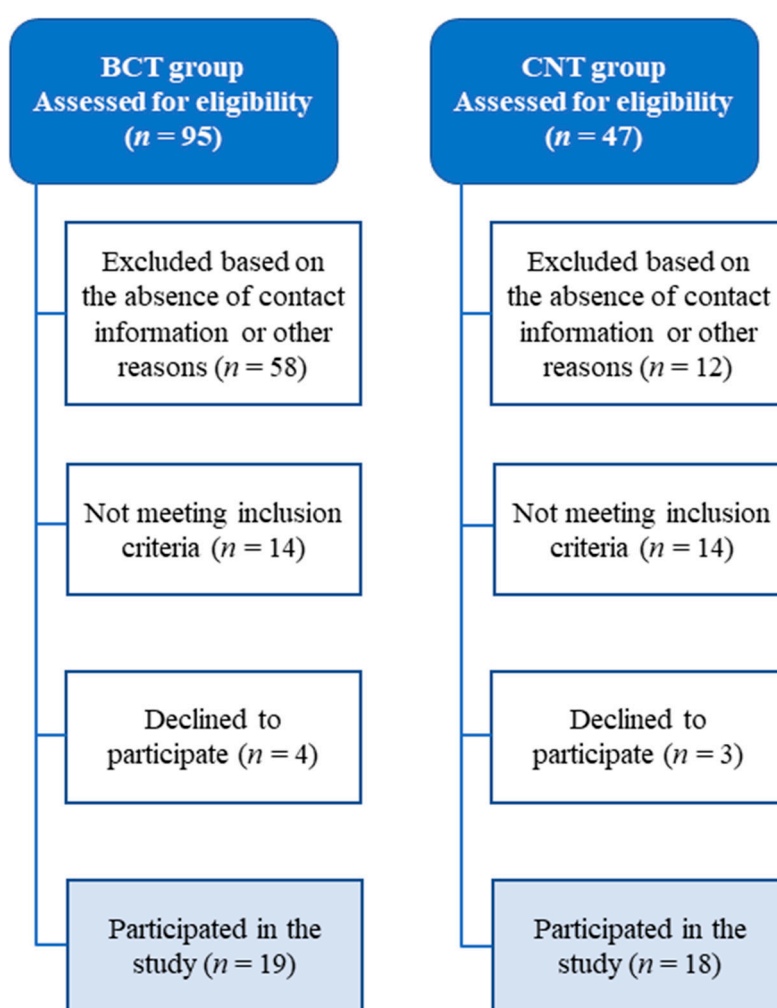 BCT group
Assessed for eligibility
(n = 95)
Excluded based on
the absence of contact
information or other
reasons (n = 58)
Not meeting inclusion
criteria (n = 14)
Declined to
participate (n = 4)
Participated in the
study (n = 19)
CNT group
Assessed for eligibility
(n = 47)
Excluded based on
the absence of contact
information or other
reasons (n = 12)
Not meeting inclusion
criteria (n = 14)
Declined to
participate (n = 3)
Participated in the
study (n = 18)